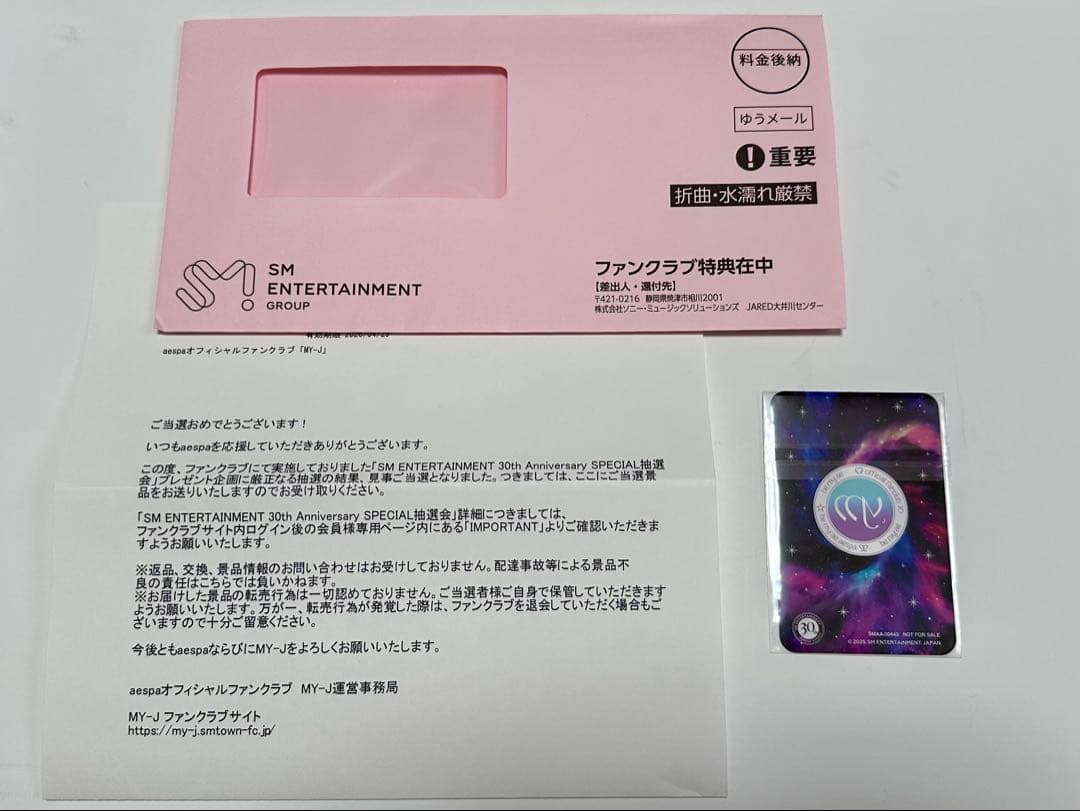 料金後納
ゆうメール
!重要
折曲・水濡れ厳禁
SM
ENTERTAINMENT
GROUP
ファンクラブ特典在中
【差出人・還付先】
〒421-0216 静岡県焼津市相川2001
株式会社ソニー・ミュージックソリューションズ JARED大井川センター
aespaオフィシャルファンクラブ「MY-J」
ご当選おめでとうございます！
いつもaespaを応援していただきありがとうございます。
この度、ファンクラブにて実施しておりました「SM ENTERTAINMENT 30th Anniversary SPECIAL抽選
会」プレゼント企画に厳正なる抽選の結果、見事ご当選となりました。つきましては、ここにご当選景
品をお送りいたしますのでお受け取りください。
「SM ENTERTAINMENT 30th Anniversary SPECIAL抽選会」詳細につきましては、
ファンクラブサイト内ログイン後の会員様専用ページ内にある「IMPORTANT」よりご確認いただきま
すようお願いいたします。
※返品、交換、景品情報のお問い合わせはお受けしておりません。配達事故等による景品不
良の責任はこちらでは負いかねます。
※お届けした景品の転売行為は一切認めておりません。ご当選者様ご自身で保管していただきます
ようお願いいたします。万が一、転売行為が発覚した際は、ファンクラブを退会していただく場合もご
ざいますので十分ご留意ください。
今後ともaespaならびにMY-Jをよろしくお願いいたします。
aespaオフィシャルファンクラブ MY-J運営事務局
MY-J ファンクラブサイト
https://my-j.smtown-fc.jp/
30
SMAA-10443 NOT FOR SALE
© 2025 SM ENTERTAINMENT JAPAN